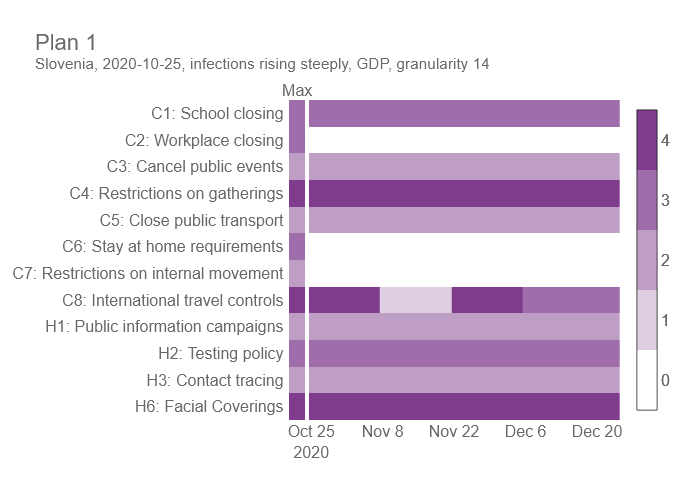 Plan 1
Slovenia, 2020-10-25, infections rising steeply, GDP, granularity 14
Max
C1: School closing
C2: Workplace closing
C3: Cancel public events
C4: Restrictions on gatherings
C5: Close public transport
C6: Stay at home requirements
C7: Restrictions on internal movement
C8: International travel controls
H1: Public information campaigns
H2: Testing policy
H3: Contact tracing
H6: Facial Coverings
4
3
2
1
0
Oct 25 Nov 8 Nov 22 Dec 6 Dec 20
2020